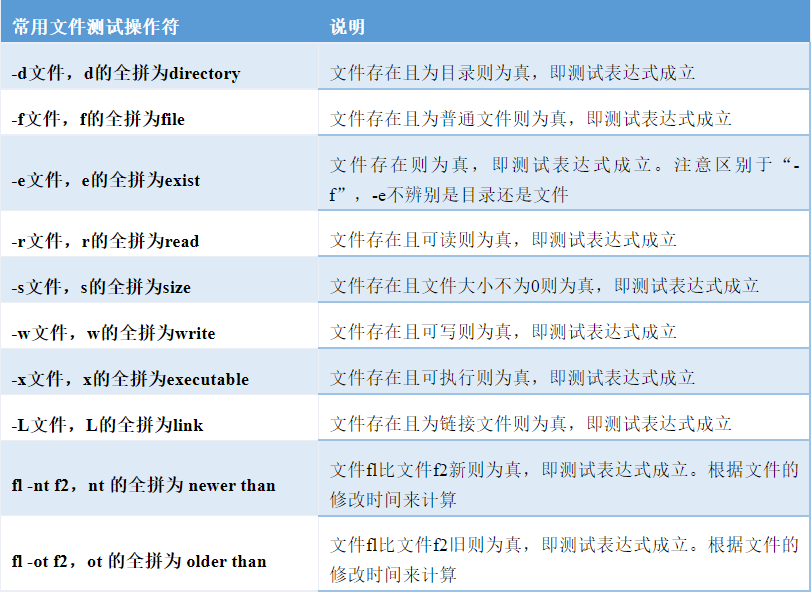 常用文件测试操作符 说明
-d文件，d的全拼为directory 文件存在且为目录则为真，即测试表达式成立
-f文件，f的全拼为file 文件存在且为普通文件则为真，即测试表达式成立
-e文件，e的全拼为exist 文件存在则为真，即测试表达式成立。注意区别于“-
f”，-e不辨别是目录还是文件
-r文件，r的全拼为read 文件存在且可读则为真，即测试表达式成立
-s文件，s的全拼为size 文件存在且文件大小不为0则为真，即测试表达式成立
-w文件，w的全拼为write 文件存在且可写则为真，即测试表达式成立
-x文件，x的全拼为executable 文件存在且可执行则为真，即测试表达式成立
-L文件，L的全拼为link 文件存在且为链接文件则为真，即测试表达式成立
fl -nt f2，nt 的全拼为 newer than 文件fl比文件f2新则为真，即测试表达式成立。根据文件的
修改时间来计算
fl -ot f2，ot 的全拼为 older than 文件fl比文件f2旧则为真，即测试表达式成立。根据文件的
修改时间来计算